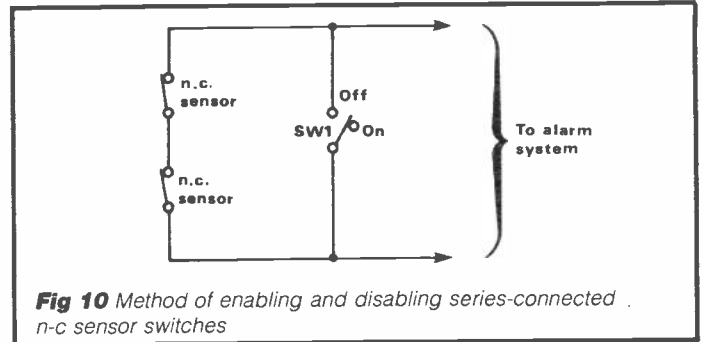 n.c.
sensor
Off
SW1
On
To alarm
system
n.c.
sensor
Fig 10 Method of enabling and disabling series-connected
n-c sensor switches